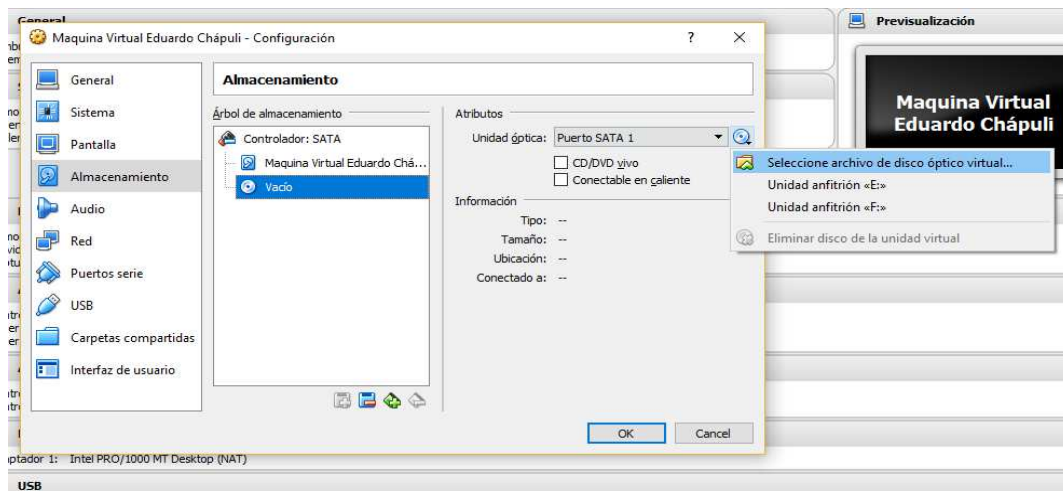 General
Previsualización
Maquina Virtual Eduardo Chápuli - Configuración
?
General
Sistema
Pantalla
Almacenamiento
Audio
Red
Puertos serie
USB
Carpetas compartidas
Interfaz de usuario
Almacenamiento
Árbol de almacenamiento
Controlador: SATA
Maquina Virtual Eduardo Chá...
Vacío
Atributos
Unidad óptica: Puerto SATA 1
CD/DVD vivo
Conectable en caliente
Información
Tipo: --
Tamaño: --
Ubicación: --
Conectado a: --
Maquina Virtual
Eduardo Chápuli
Seleccione archivo de disco óptico virtual...
Unidad anfitrión «E:»
Unidad anfitrión «F:»
Eliminar disco de la unidad virtual
OK
Cancel
ptador 1: Intel PRO/1000 MT Desktop (NAT)
USB